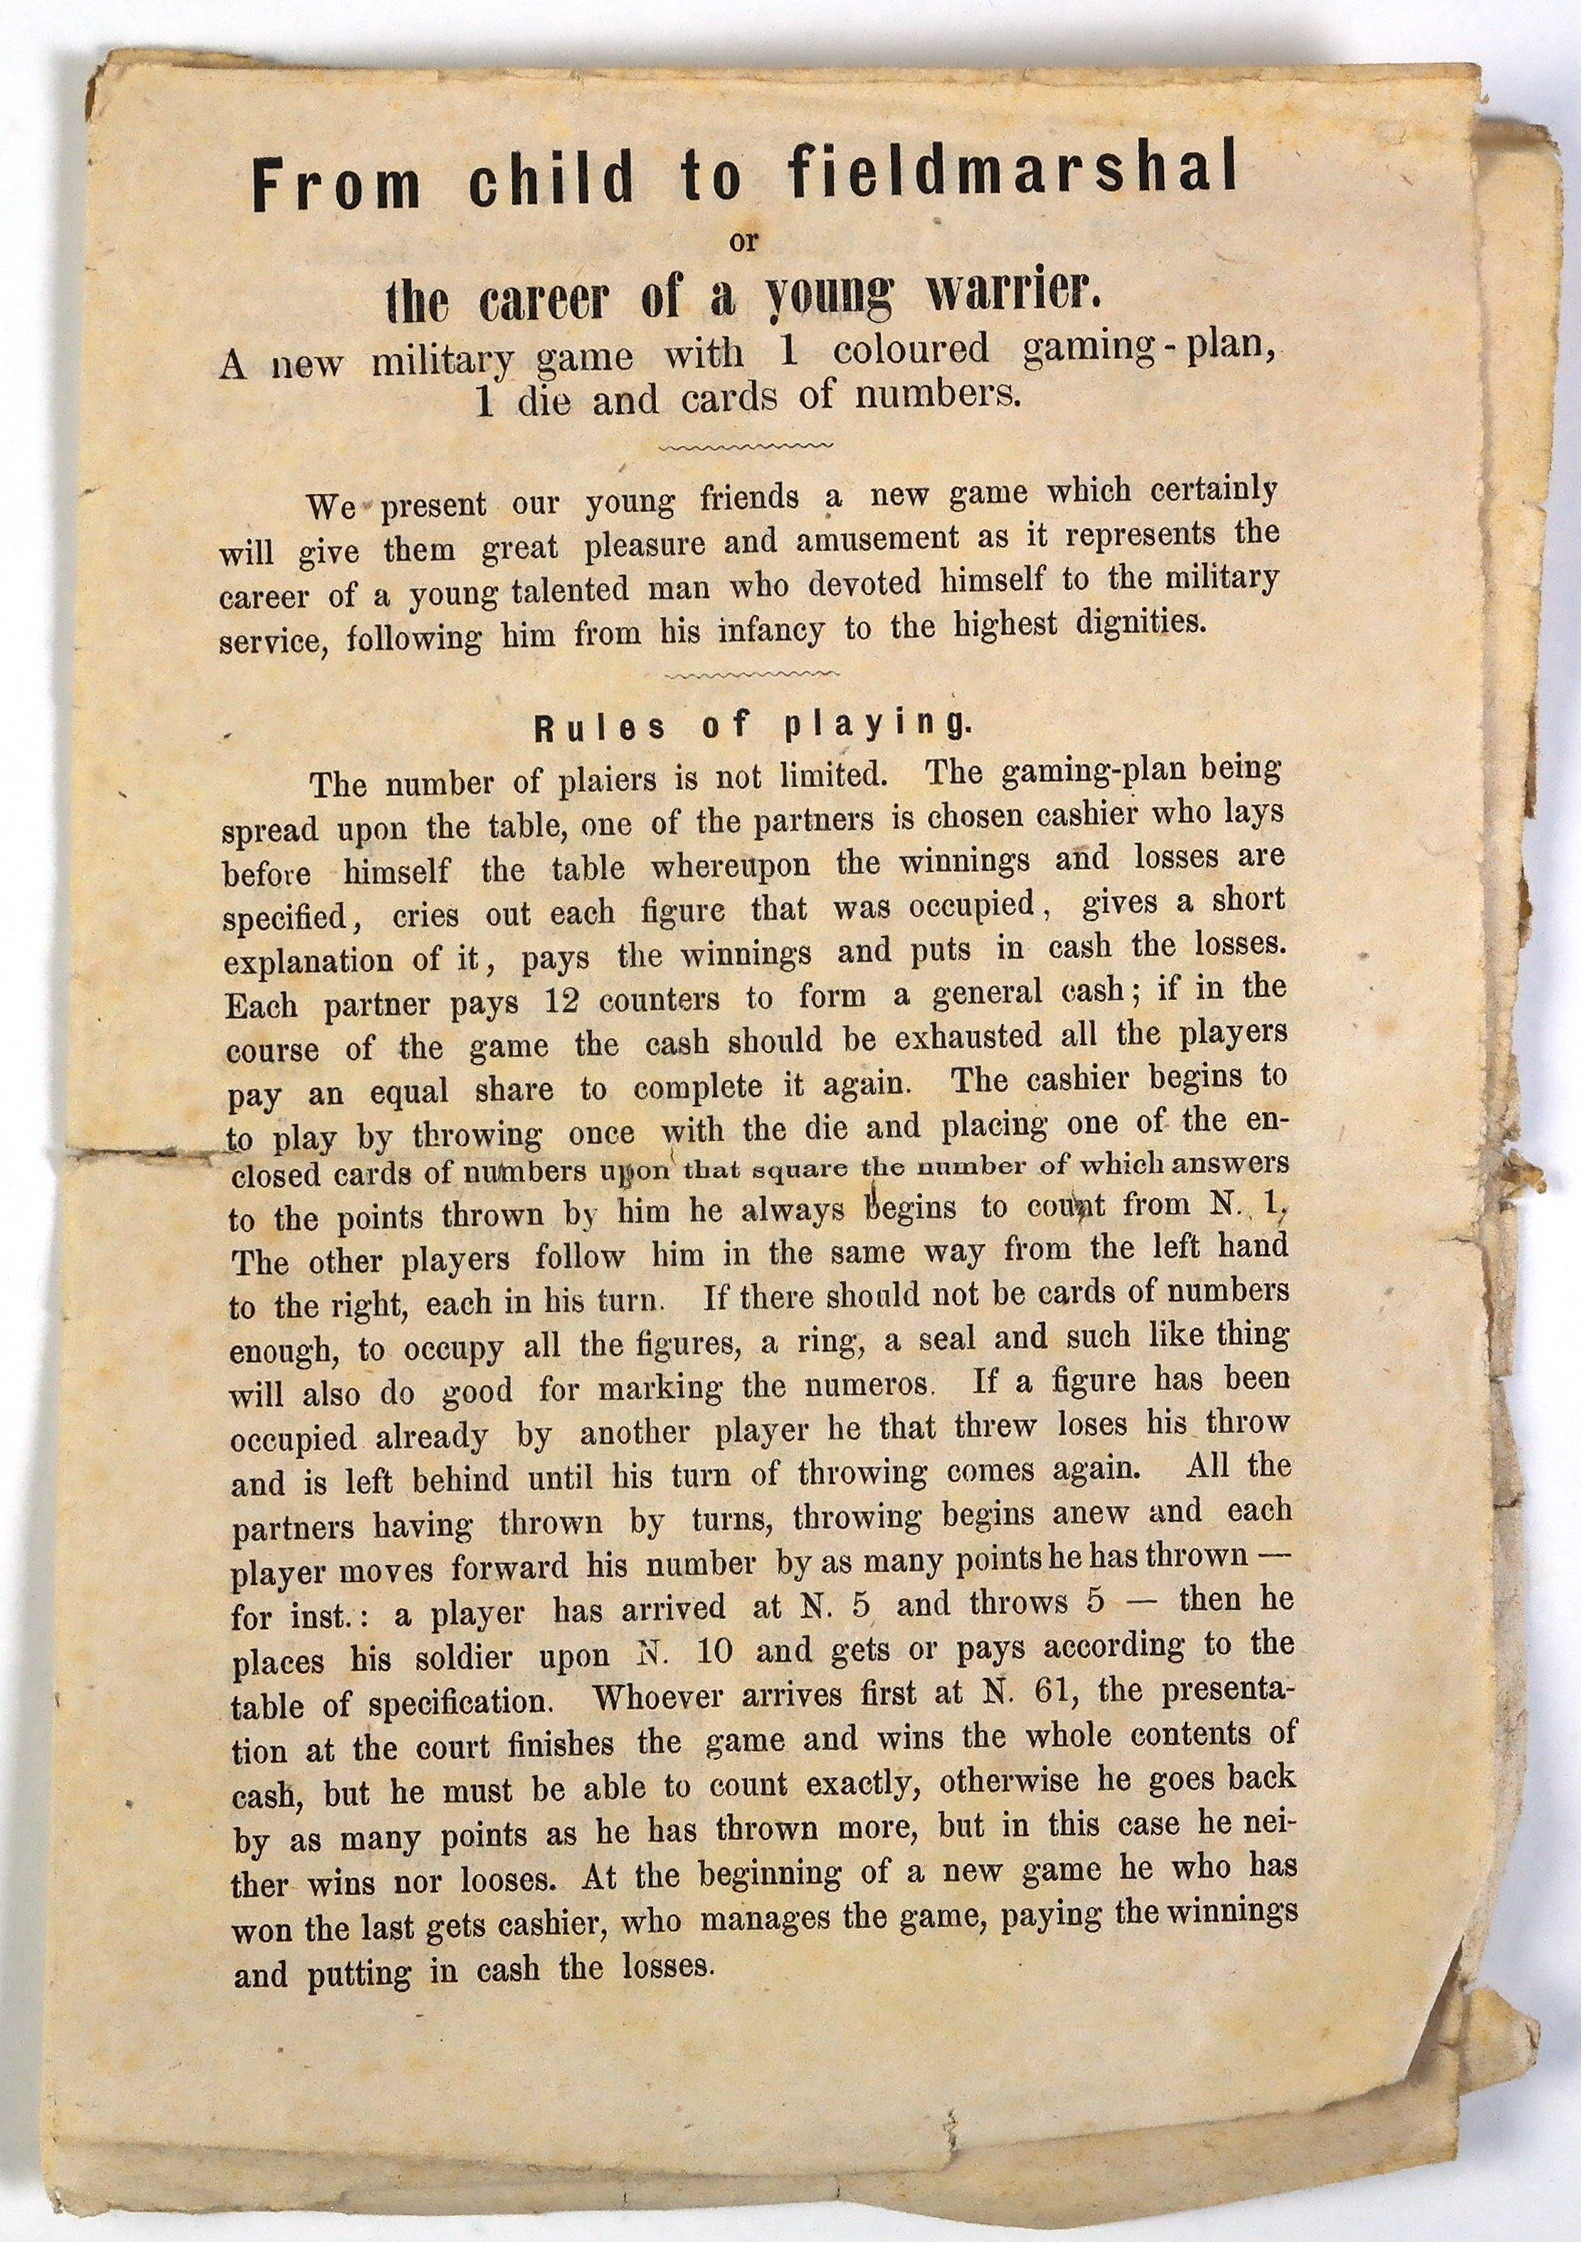 From child to fieldmarshal
or
the career of a young warrier.
A new military game with 1 coloured gaming-plan,
1 die and cards of numbers.
We present our young friends a new game which certainly
will give them great pleasure and amusement as it represents the
career of a young talented man who devoted himself to the military
service, following him from his infancy to the highest dignities.
Rules of playing.
The number of plaiers is not limited. The gaming-plan being
spread upon the table, one of the partners is chosen cashier who lays
before himself the table whereupon the winnings and losses are
specified, cries out each figure that was occupied, gives a short
explanation of it, pays the winnings and puts in cash the losses.
Each partner pays 12 counters to form a general cash; if in the
course of the game the cash should be exhausted all the players
pay an equal share to complete it again. The cashier begins to
to play by throwing once with the die and placing one of the en-
closed cards of numbers upon that square the number of which answers
to the points thrown by him he always begins to count from N. 1,
The other players follow him in the same way from the left hand
to the right, each in his turn. If there should not be cards of numbers
enough, to occupy all the figures, a ring, a seal and such like thing
will also do good for marking the numeros. If a figure has been
occupied already by another player he that threw loses his throw
and is left behind until his turn of throwing comes again. All the
partners having thrown by turns, throwing begins anew and each
player moves forward his number by as many points he has thrown —
for inst.: a player has arrived at N. 5 and throws 5 — then he
places his soldier upon N. 10 and gets or pays according to the
table of specification. Whoever arrives first at N. 61, the presenta-
tion at the court finishes the game and wins the whole contents of
cash, but he must be able to count exactly, otherwise he goes back
by as many points as he has thrown more, but in this case he nei-
ther wins nor looses. At the beginning of a new game he who has
won the last gets cashier, who manages the game, paying the winnings
and putting in cash the losses.